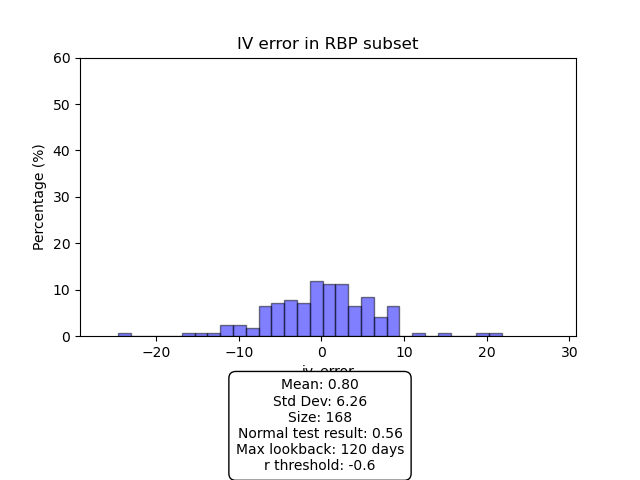 IV error in RBP subset
Percentage (%)
60
50
40
30
20
10
0
−20
−10
0
10
20
30
iv_error
Mean: 0.80
Std Dev: 6.26
Size: 168
Normal test result: 0.56
Max lookback: 120 days
r threshold: -0.6